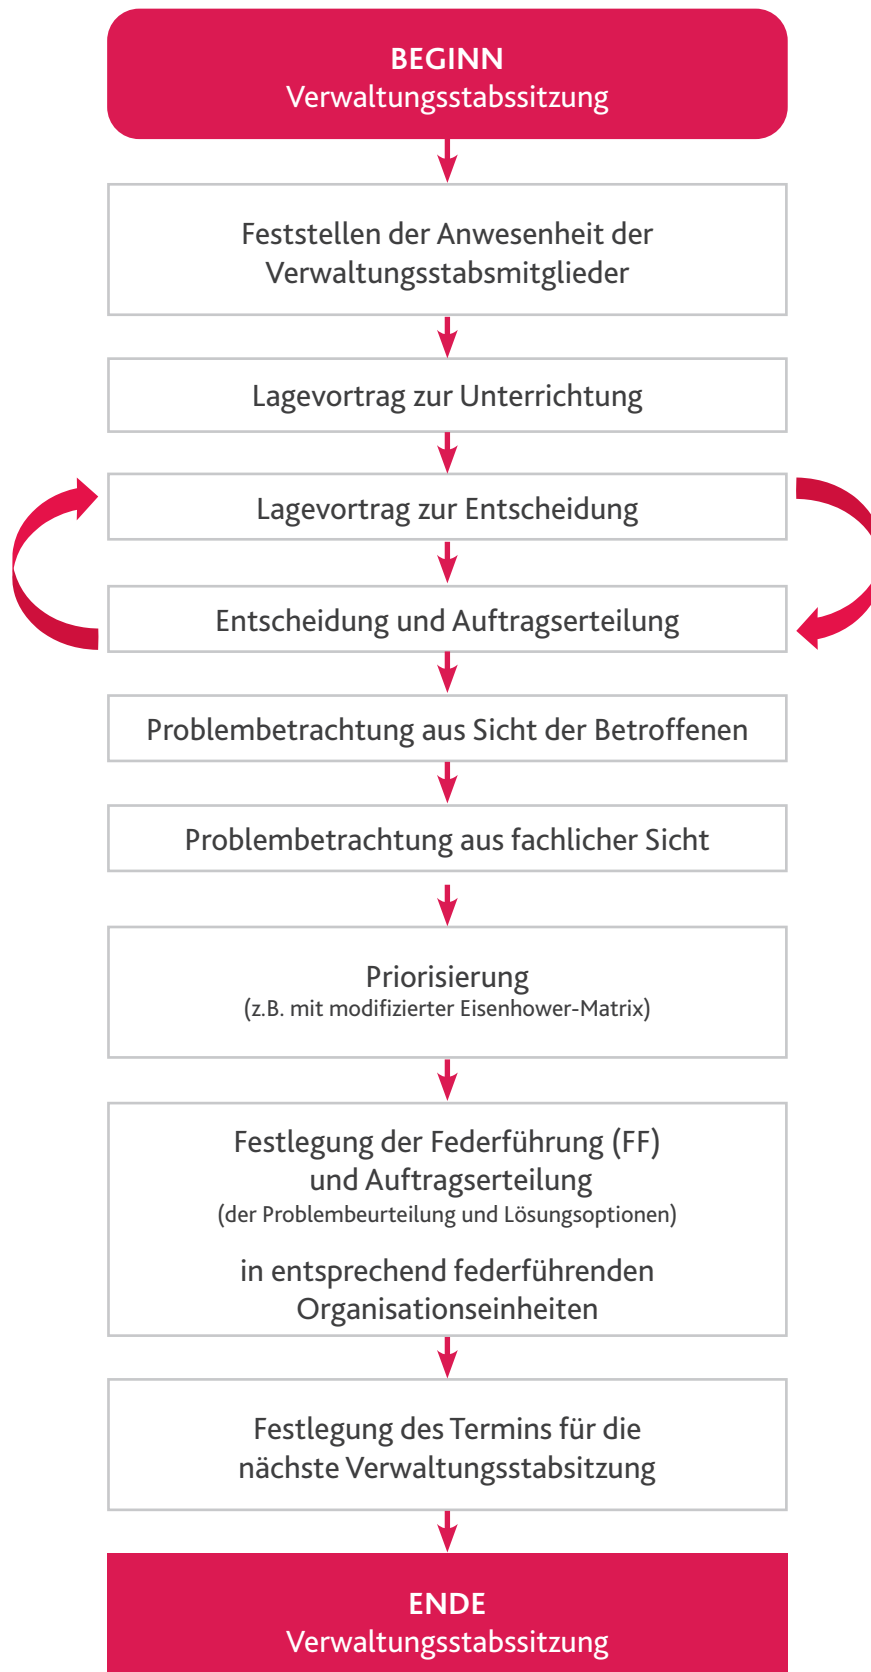 BEGINN
Verwaltungsstabssitzung
Feststellen der Anwesenheit der
Verwaltungsstabsmitglieder
Lagevortrag zur Unterrichtung
Lagevortrag zur Entscheidung
Entscheidung und Auftragserteilung
Problembetrachtung aus Sicht der Betroffenen
Problembetrachtung aus fachlicher Sicht
Priorisierung
(z.B. mit modifizierter Eisenhower-Matrix)
Festlegung der Federführung (FF)
und Auftragserteilung
(der Problembeurteilung und Lösungsoptionen)
in entsprechend federführenden
Organisationseinheiten
Festlegung des Termins für die
nächste Verwaltungsstabsitzung
ENDE
Verwaltungsstabssitzung